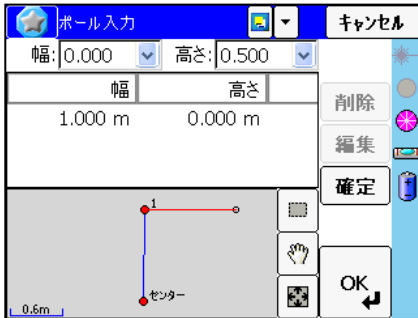 ポール入力
キャンセル
幅: 0.000 高さ: 0.500
幅 高さ
1.000 m 0.000 m
削除
編集
確定
1
センター
0.6m
OK